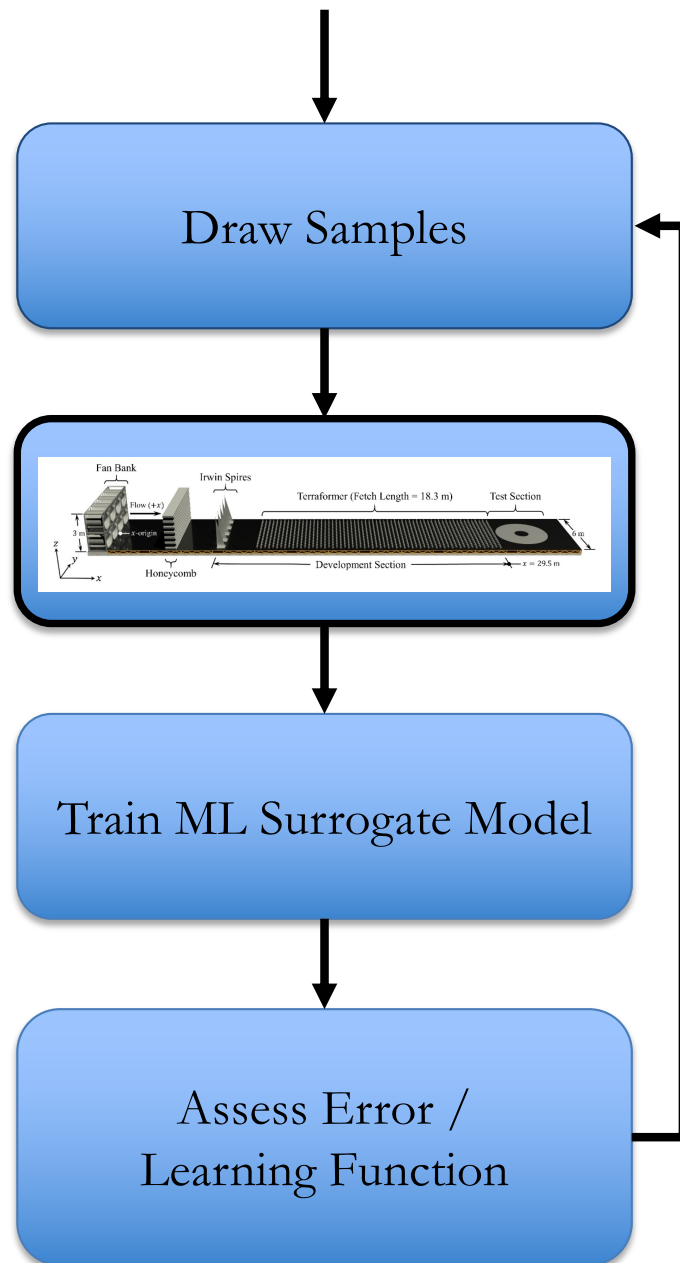 Draw Samples
Fan Bank
Flow (+x)
Irwin Spires
Terraformer (Fetch Length = 18.3 m)
Test Section
3 m
x-origin
6 m
z
y
x
Honeycomb
Development Section
x = 29.5 m
Train ML Surrogate Model
Assess Error /
Learning Function